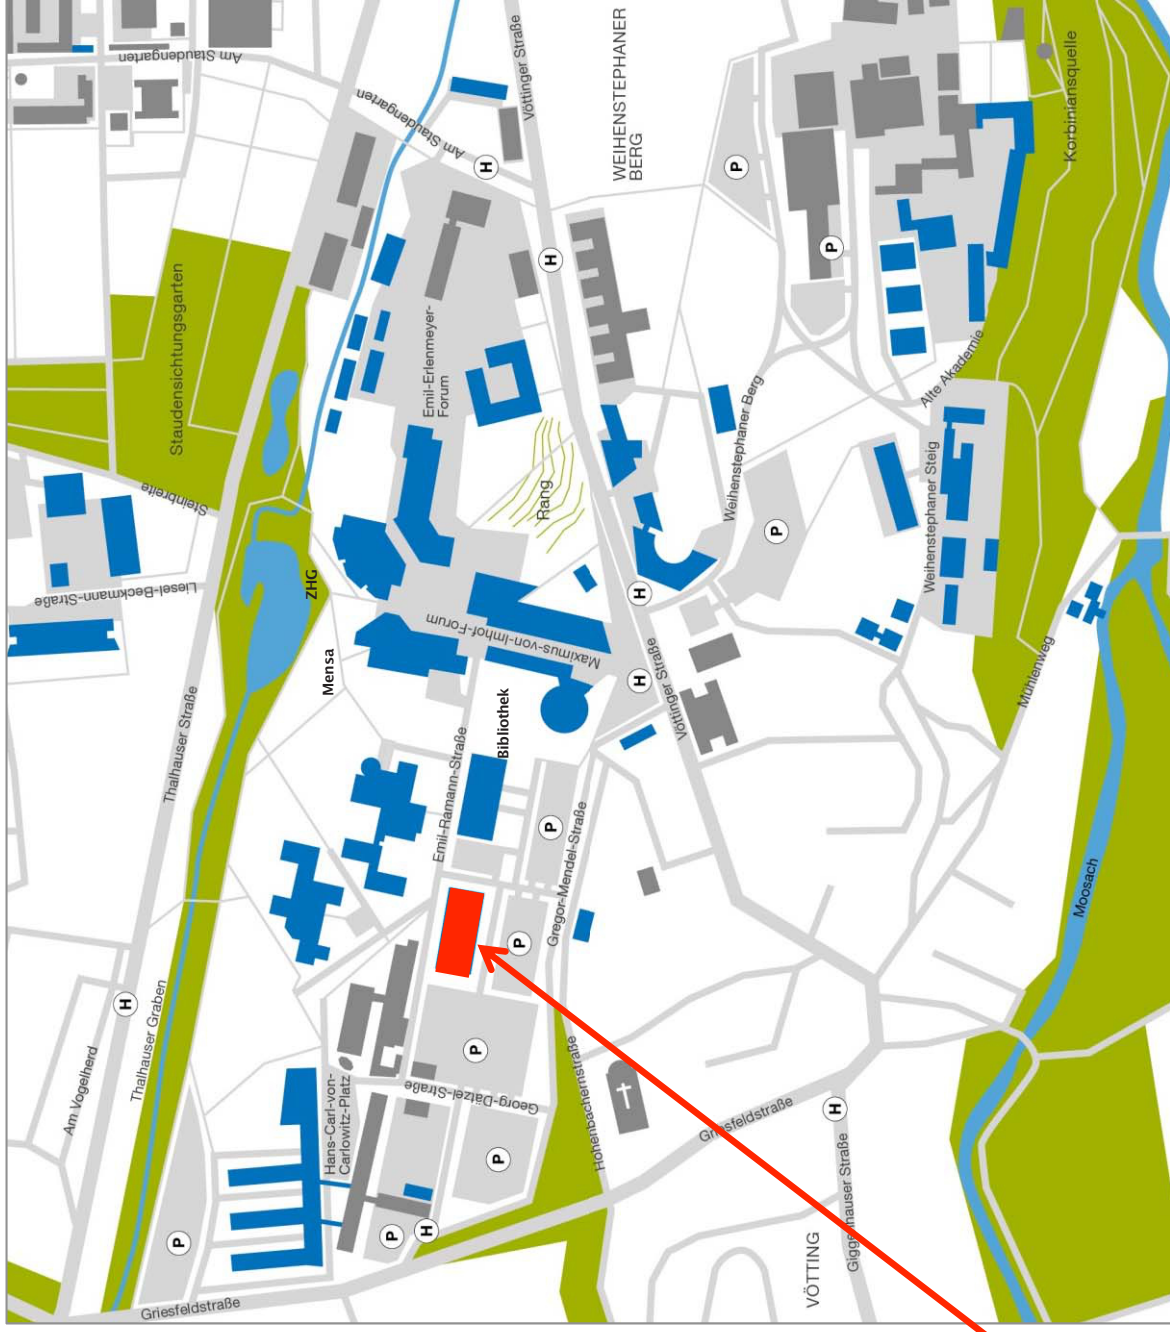 Am Staudengarten
Vöttinger Straße
Am Staudengarten
H
WEIHENSTEPHANER
BERG
P
Korbiniansquelle
H
P
Staudensichtungsgarten
Emil-Erlenmeyer-
Forum
Alte Akademie
Weihenstephaner Berg
Rang
Steinbreite
Liesel-Beckmann-Straße
ZHG
P
Weihenstephaner Steig
H
Maximus-von-Imhof-Forum
Mensa
H
Vöttinger Straße
Mühlenweg
Thalhauser Straße
Bibliothek
Emil-Ramann-Straße
P
Gregor-Mendel-Straße
Moosach
P
H
Thalhauser Graben
Am Vogelherd
P
Hans-Carl-von-
Carlowitz-Platz
Georg-Dätzel-Straße
Hohenbachernstraße
Griesfeldstraße
H
P
Giggenhauser Straße
VÖTTING
P
P
H
Griesfeldstraße